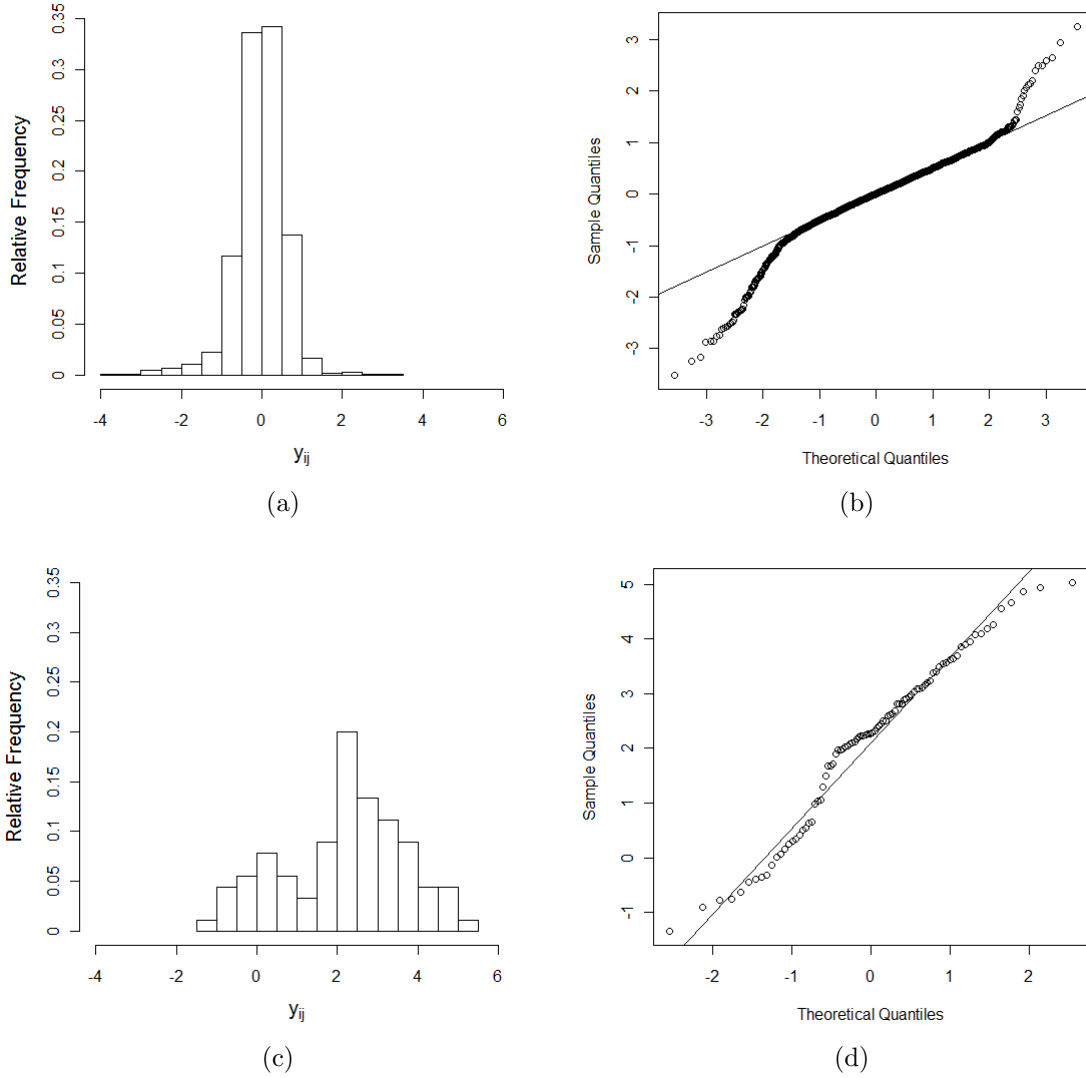 Relative Frequency
0.35
0.3
0.25
0.2
0.15
0.1
0.05
0
-4 -2 0 2 4 6
yij
(a)
Sample Quantiles
3
2
1
0
-1
-2
-3
-3 -2 -1 0 1 2 3
Theoretical Quantiles
(b)
Relative Frequency
0.35
0.3
0.25
0.2
0.15
0.1
0.05
0
-4 -2 0 2 4 6
yij
(c)
Sample Quantiles
5
4
3
2
1
0
-1
-2 -1 0 1 2
Theoretical Quantiles
(d)